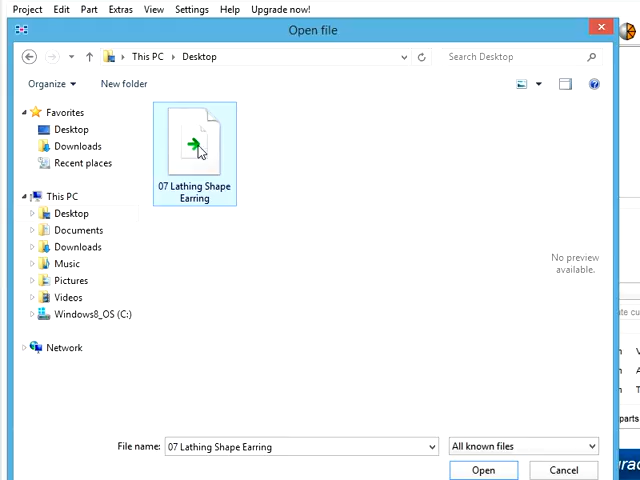 Project Edit Part Extras View Settings Help Upgrade now!
Open file
This PC Desktop
Search Desktop
Organize New folder
Favorites
Desktop
Downloads
Recent places
This PC
Desktop
Documents
Downloads
Music
Pictures
Videos
Windows8_OS (C:)
Network
07 Lathing Shape
Earring
No preview
available.
File name: 07 Lathing Shape Earring
All known files
Open Cancel
parts